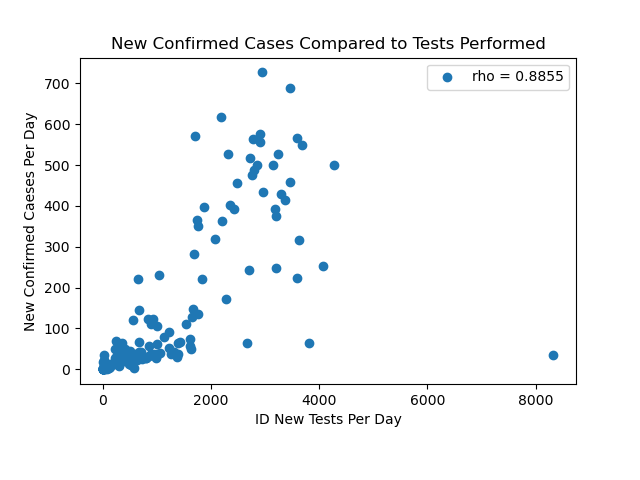 New Confirmed Cases Compared to Tests Performed
rho = 0.8855
New Confirmed Caeses Per Day
700
600
500
400
300
200
100
0
0 2000 4000 6000 8000
ID New Tests Per Day